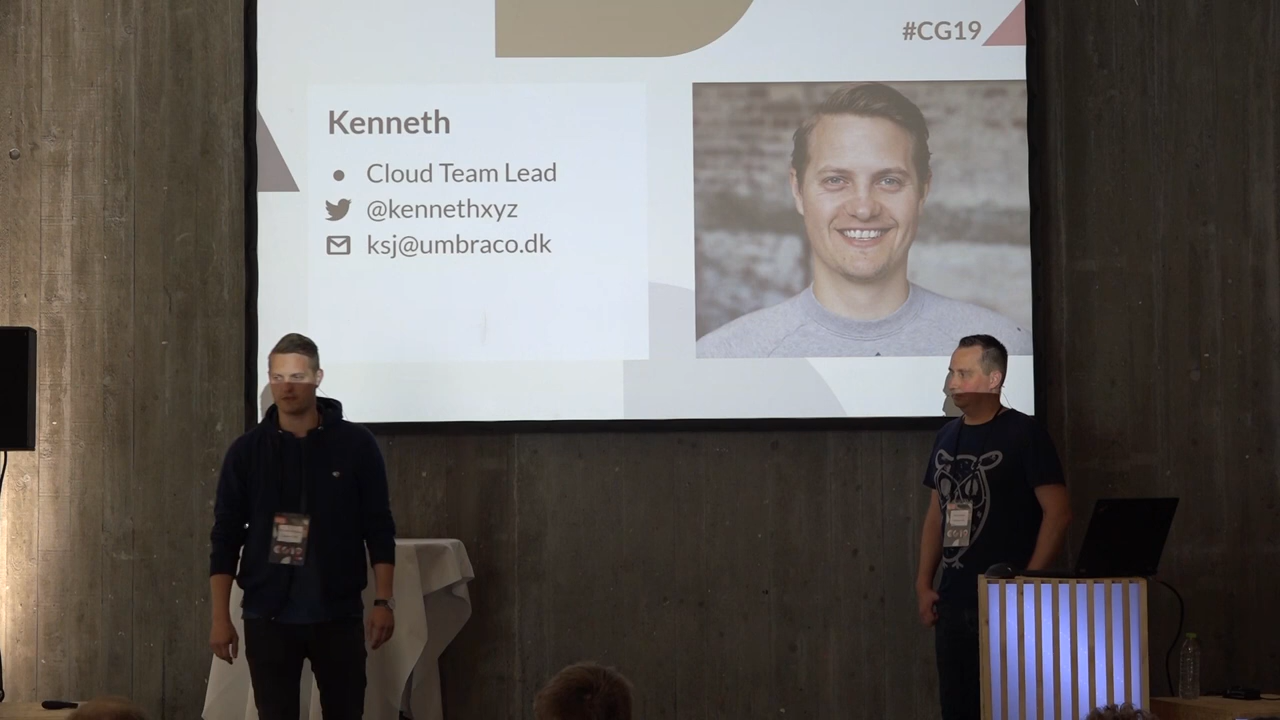 #CG19
Kenneth
Cloud Team Lead
@kennethxyz
ksj@umbraco.dk